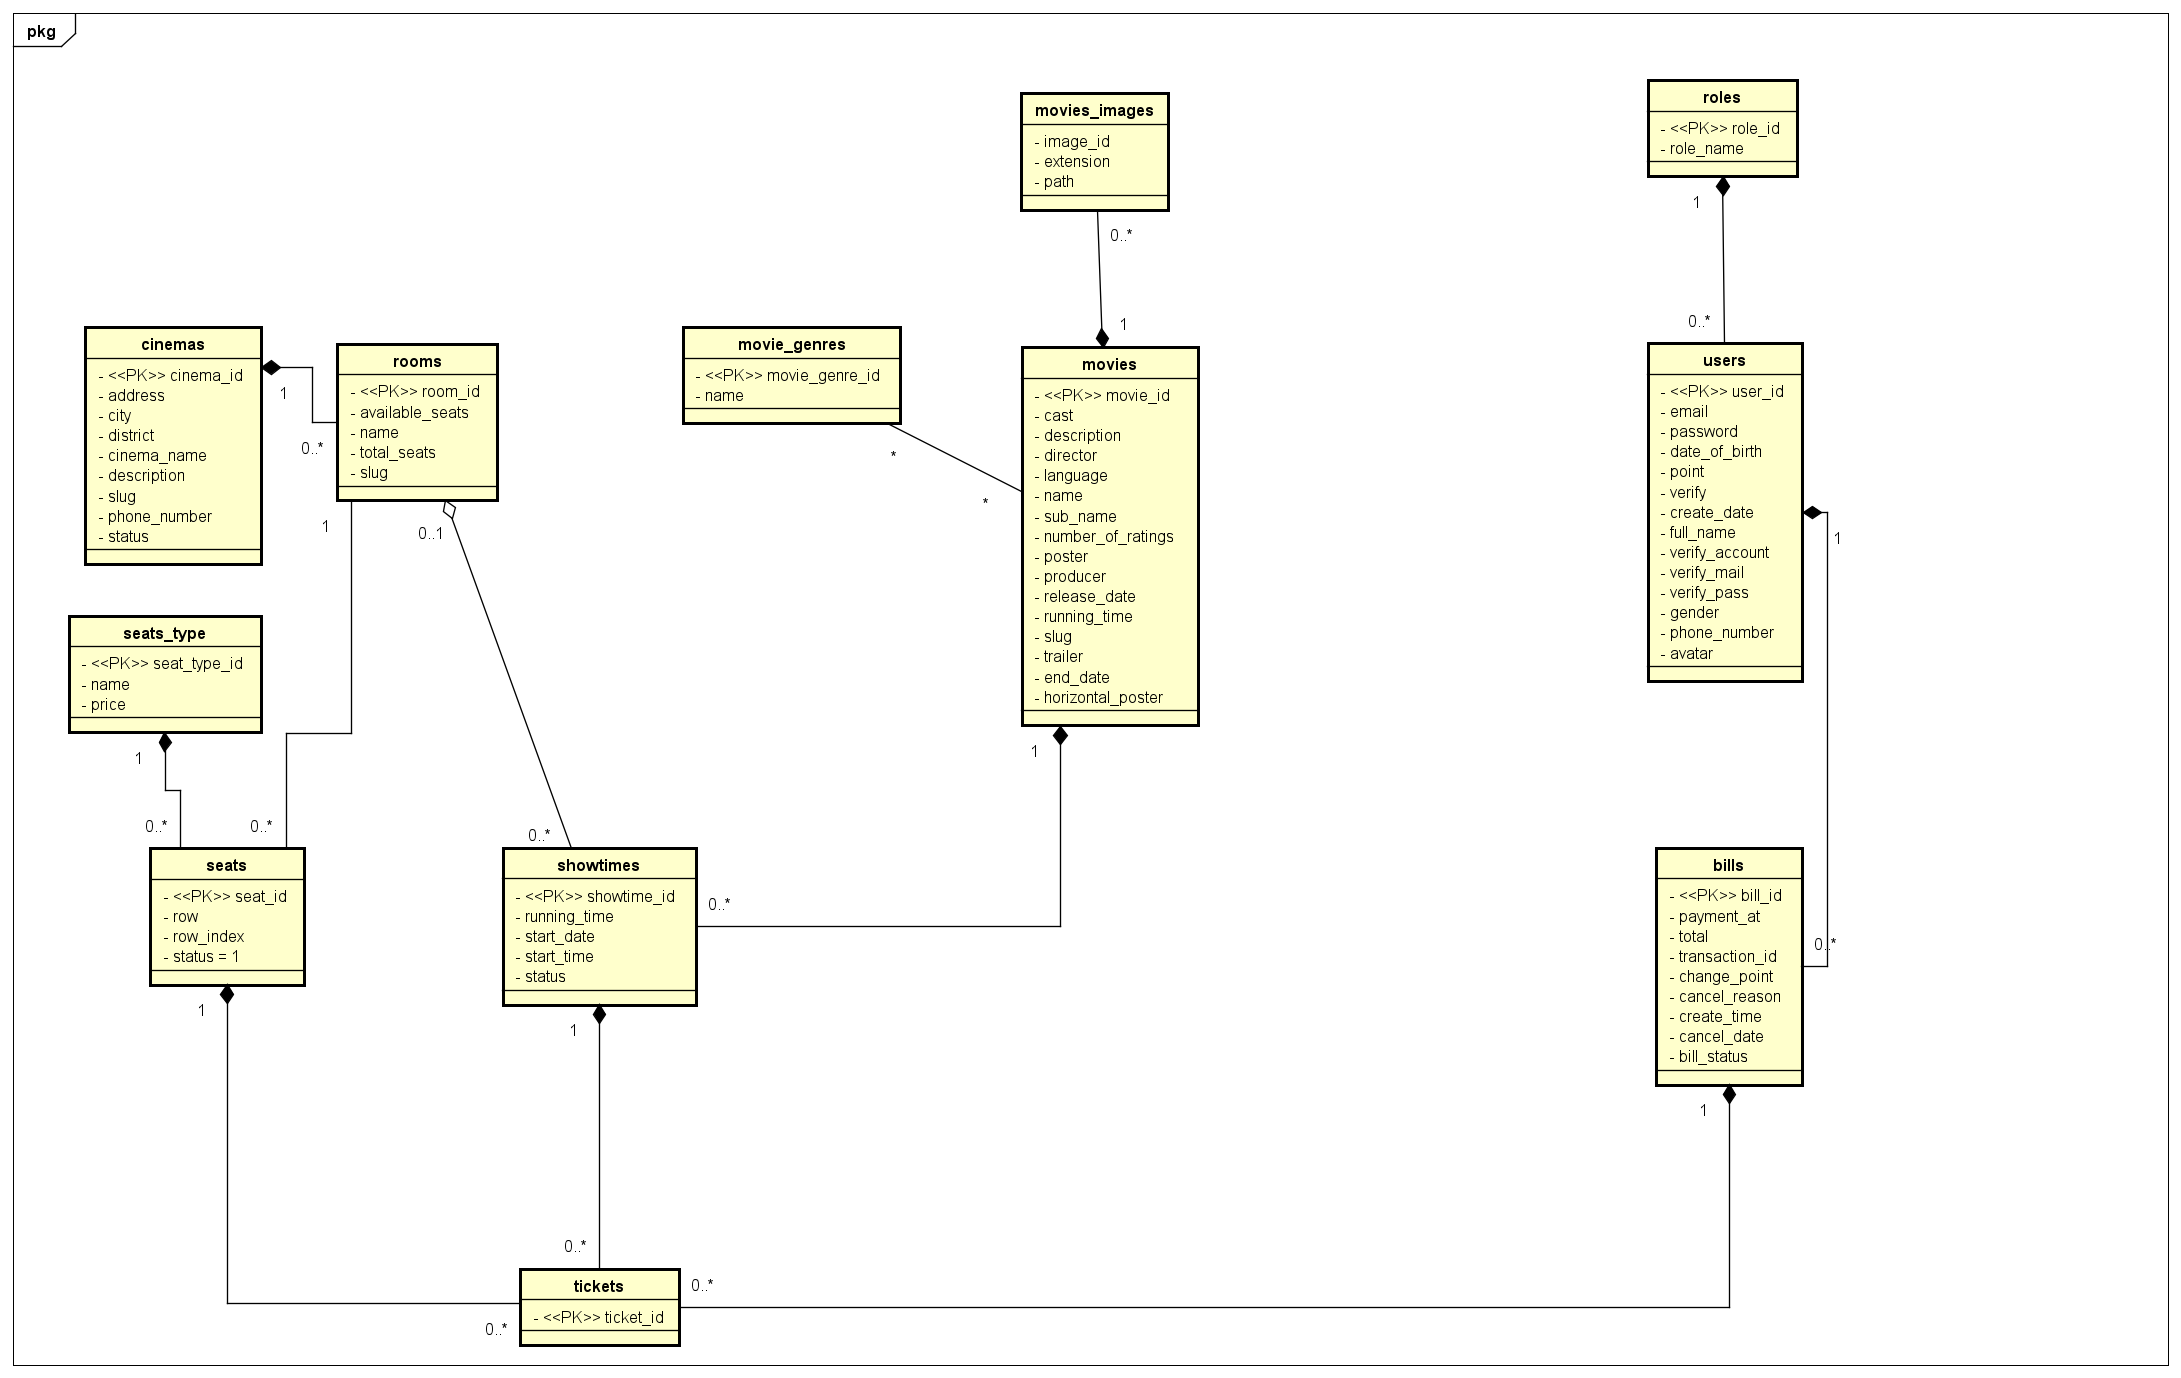 pkg
movies_images
- image_id
- extension
- path
0..*
1
roles
- <<PK>> role_id
- role_name
1
0..*
cinemas
- <<PK>> cinema_id
- address
- city
- district
- cinema_name
- description
- slug
- phone_number
- status
1
0..*
rooms
- <<PK>> room_id
- available_seats
- name
- total_seats
- slug
1
0..1
movie_genres
- <<PK>> movie_genre_id
- name
*
*
movies
- <<PK>> movie_id
- cast
- description
- director
- language
- name
- sub_name
- number_of_ratings
- poster
- producer
- release_date
- running_time
- slug
- trailer
- end_date
- horizontal_poster
1
users
- <<PK>> user_id
- email
- password
- date_of_birth
- point
- verify
- create_date
- full_name
- verify_account
- verify_mail
- verify_pass
- gender
- phone_number
- avatar
1
seats_type
- <<PK>> seat_type_id
- name
- price
1
0..*
0..*
seats
- <<PK>> seat_id
- row
- row_index
- status = 1
1
0..*
showtimes
- <<PK>> showtime_id
- running_time
- start_date
- start_time
- status
0..*
1
bills
- <<PK>> bill_id
- payment_at
- total
- transaction_id
- change_point
- cancel_reason
- create_time
- cancel_date
- bill_status
0..*
1
0..*
tickets
- <<PK>> ticket_id
0..*
0..*